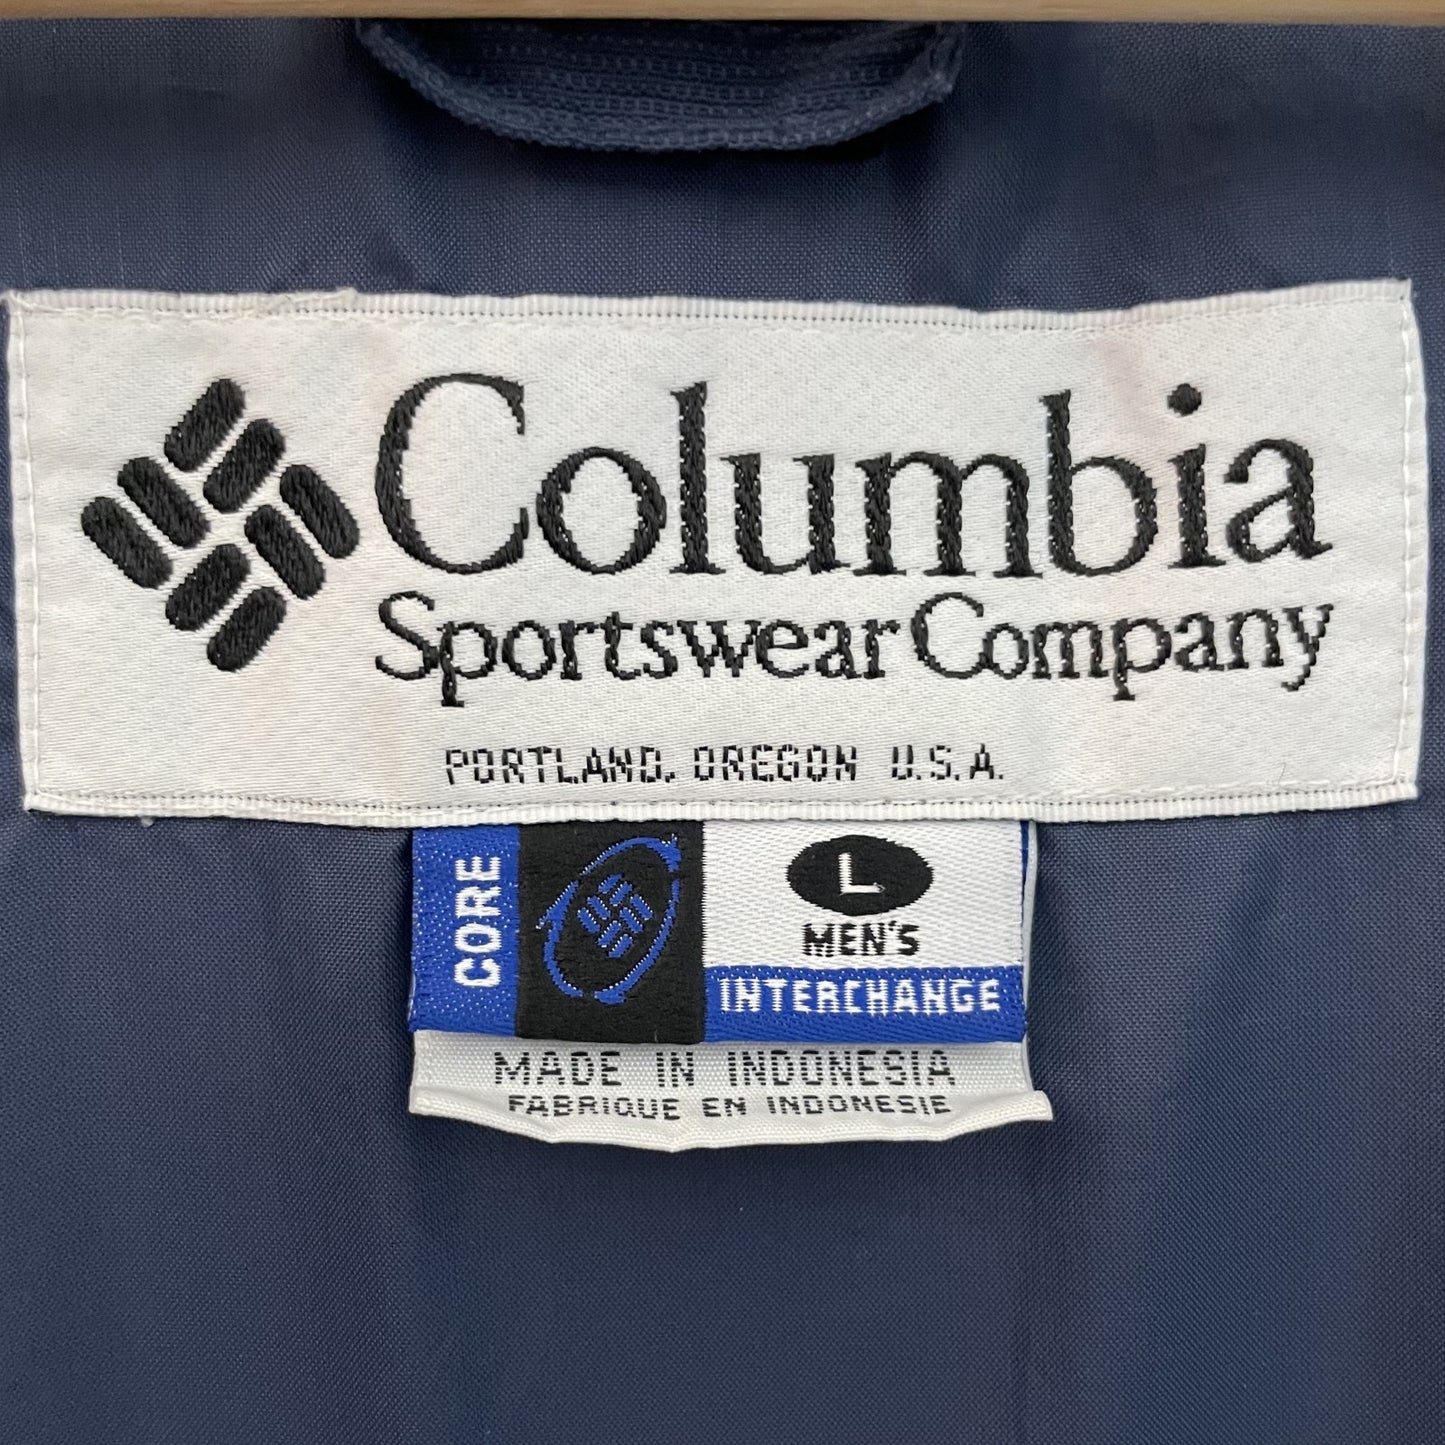 Columbia
Sportswear Company
PORTLAND, OREGON U.S.A.
CORE
L
MEN'S
INTERCHANGE
MADE IN INDONESIA
FABRIQUE EN INDONESIE